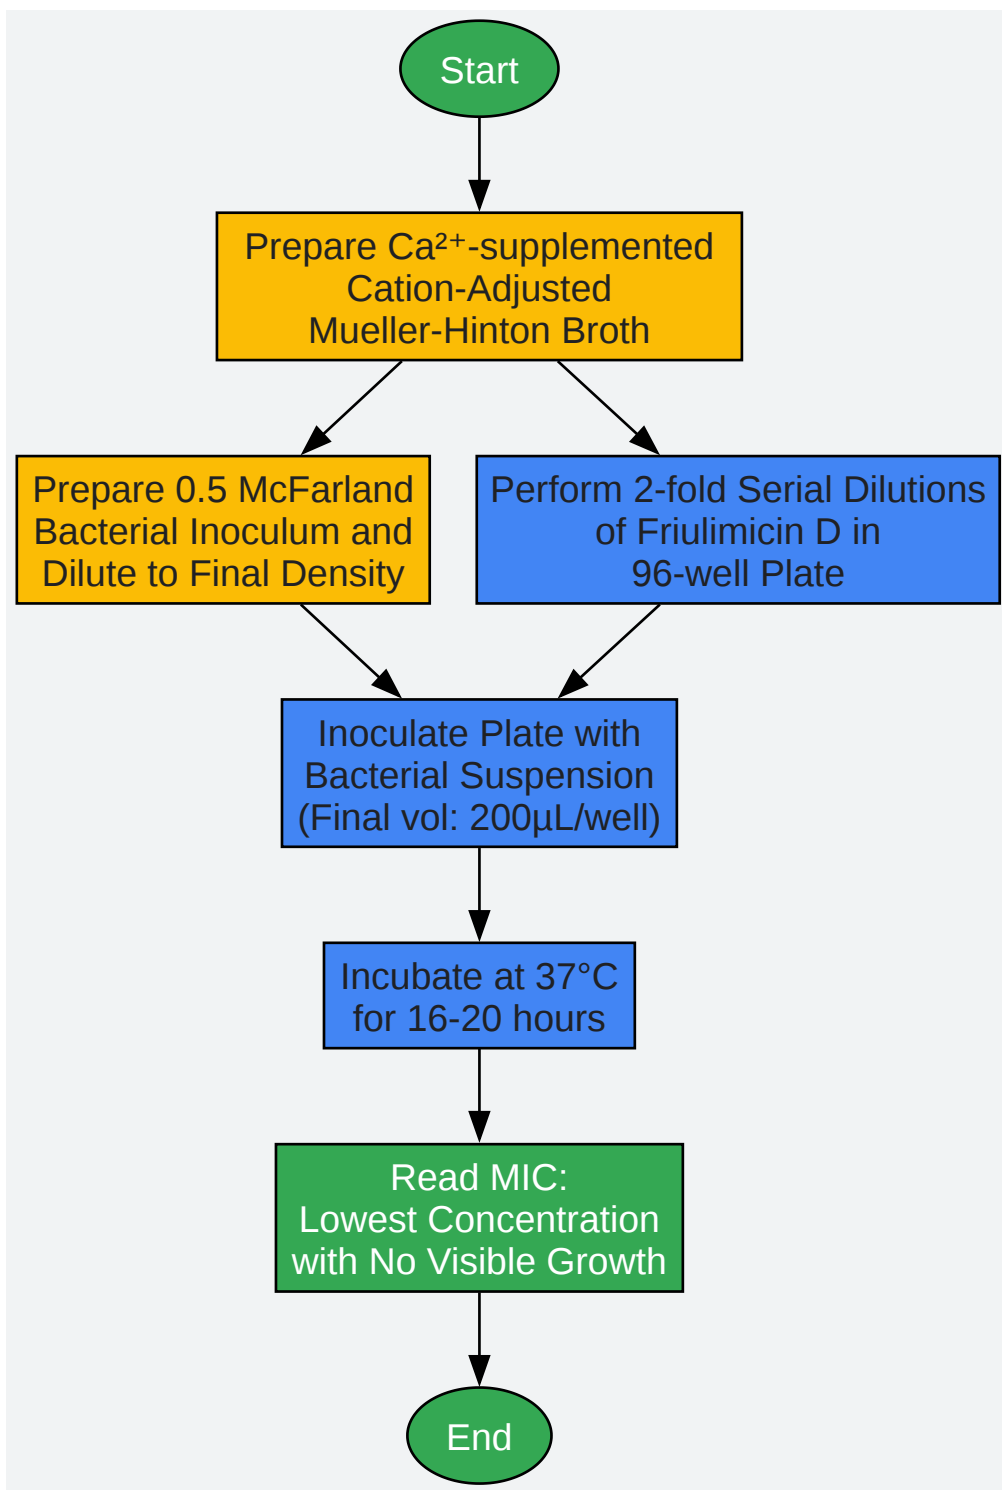 Start
Prepare Ca²⁺-supplemented
Cation-Adjusted
Mueller-Hinton Broth
Prepare 0.5 McFarland
Bacterial Inoculum and
Dilute to Final Density
Perform 2-fold Serial Dilutions
of Friulimicin D in
96-well Plate
Inoculate Plate with
Bacterial Suspension
(Final vol: 200µL/well)
Incubate at 37°C
for 16-20 hours
Read MIC:
Lowest Concentration
with No Visible Growth
End